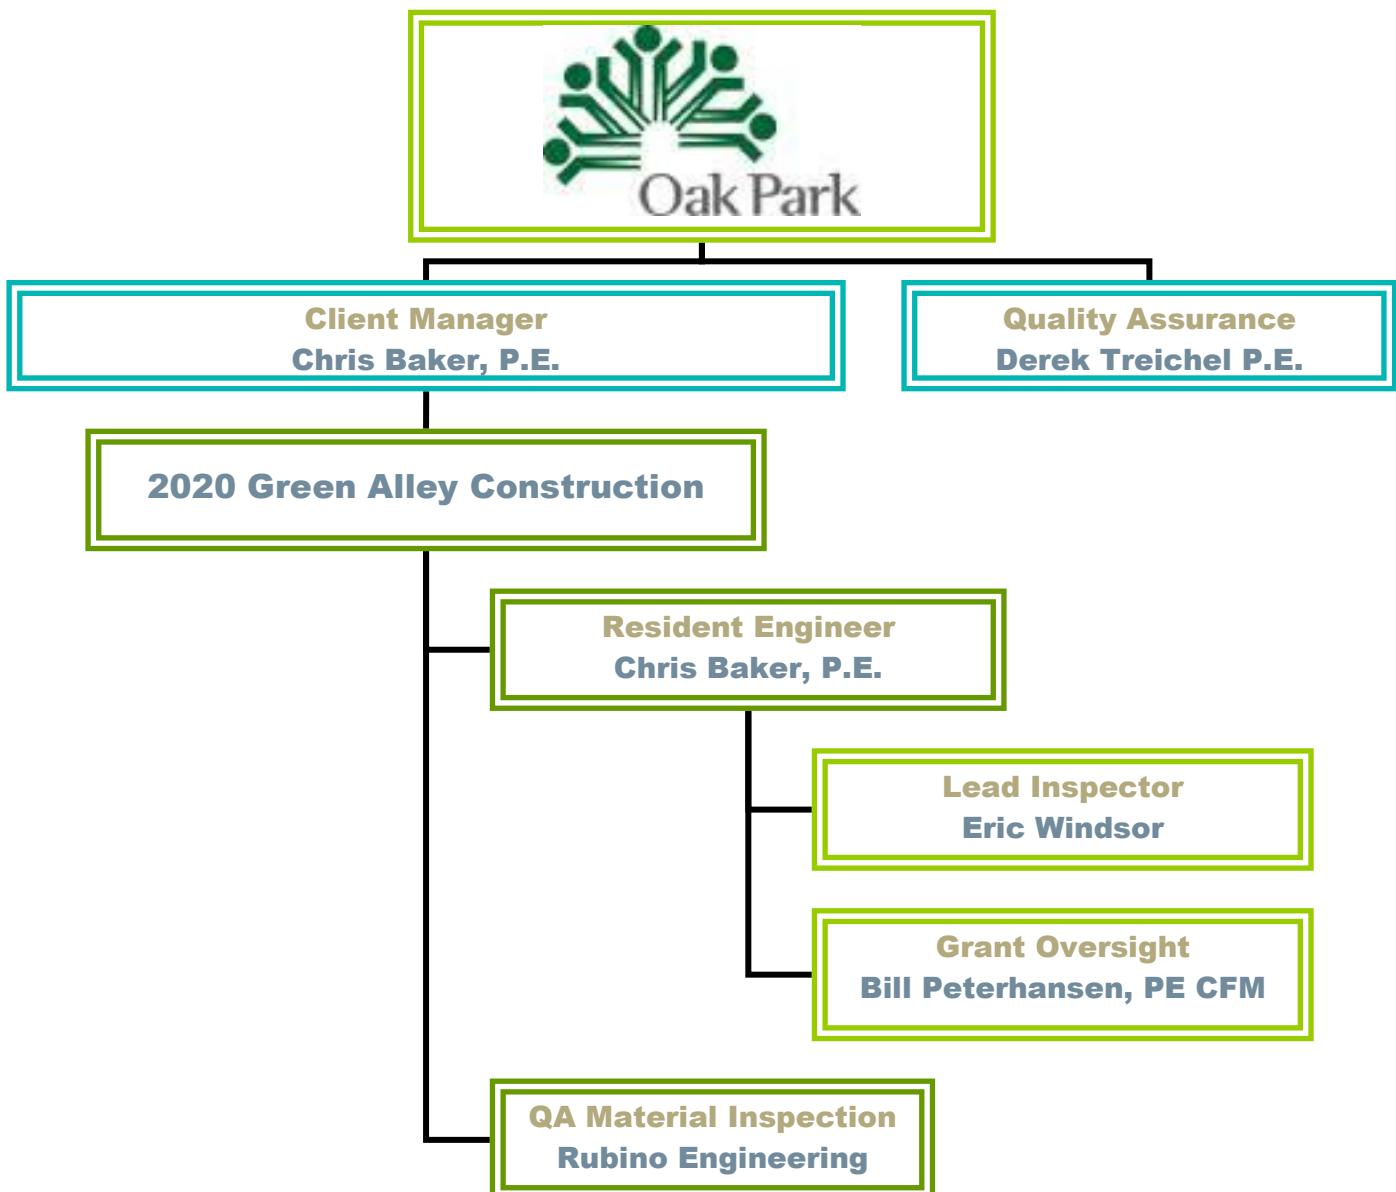 Oak Park
Client Manager
Chris Baker, P.E.
Quality Assurance
Derek Treichel P.E.
2020 Green Alley Construction
Resident Engineer
Chris Baker, P.E.
Lead Inspector
Eric Windsor
Grant Oversight
Bill Peterhansen, PE CFM
QA Material Inspection
Rubino Engineering